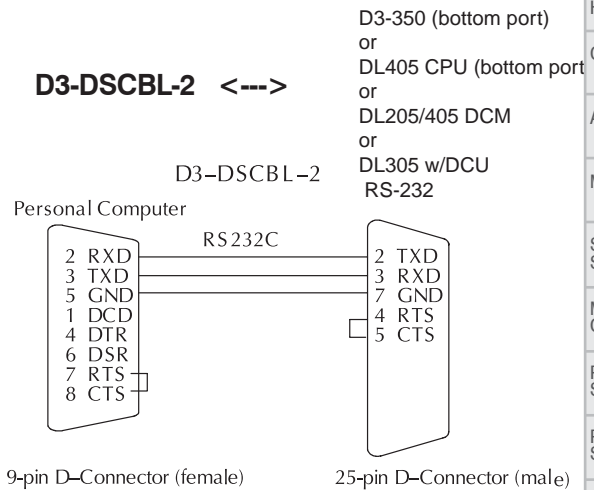 D3-350 (bottom port)
or
DL405 CPU (bottom port
or
DL205/405 DCM
or
DL305 w/DCU
RS-232
D3-DSCBL-2 <--->
D3–DSCBL–2
Personal Computer
RS232C
2 RXD
3 TXD
5 GND
1 DCD
4 DTR
6 DSR
7 RTS
8 CTS
2 TXD
3 RXD
7 GND
4 RTS
5 CTS
9-pin D–Connector (female)
25-pin D–Connector (male)